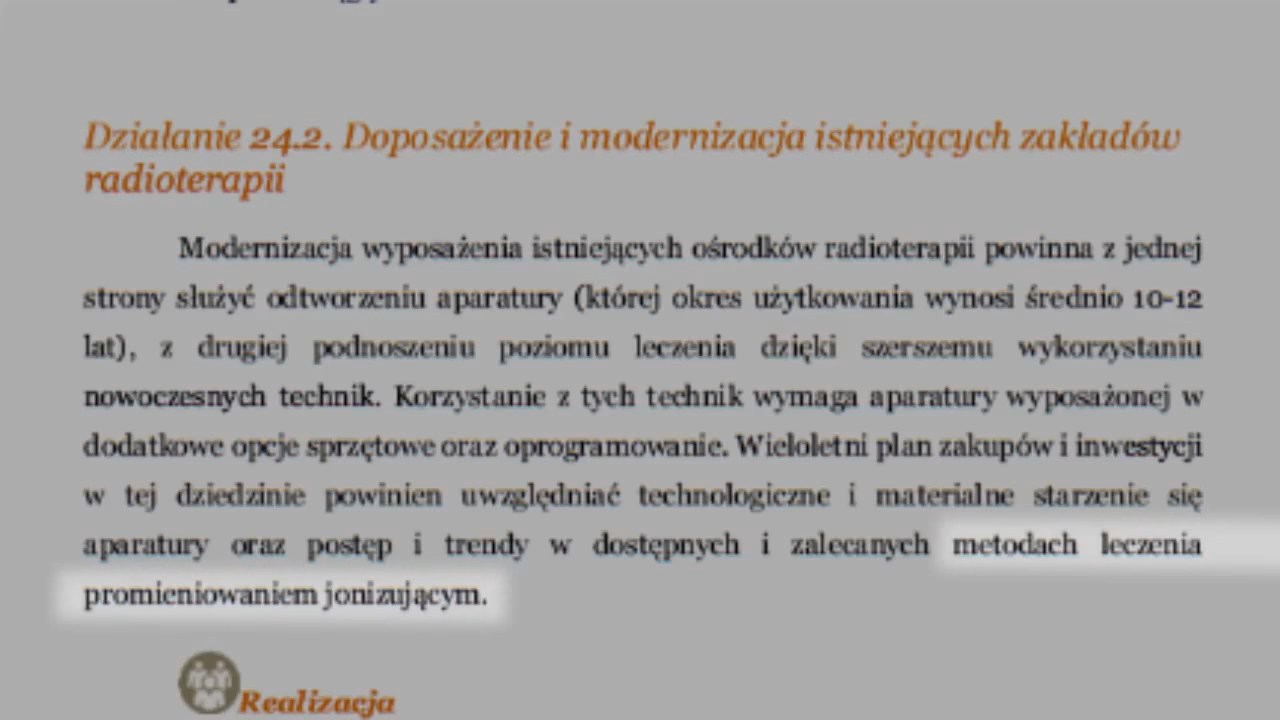 Działanie 24.2. Doposażenie i modernizacja istniejących zakładów
radioterapii
Modernizacja wyposażenia istniejących ośrodków radioterapii powinna z jednej
strony służyć odtworzeniu aparatury (której okres użytkowania wynosi średnio 10-12
lat), z drugiej podnoszeniu poziomu leczenia dzięki szerszemu wykorzystaniu
nowoczesnych technik. Korzystanie z tych technik wymaga aparatury wyposażonej w
dodatkowe opcje sprzętowe oraz oprogramowanie. Wieloletni plan zakupów i inwestycji
w tej dziedzinie powinien uwzględniać technologiczne i materialne starzenie się
aparatury oraz postęp i trendy w dostępnych i zalecanych metodach leczenia
promieniowaniem jonizującym.
Realizacja